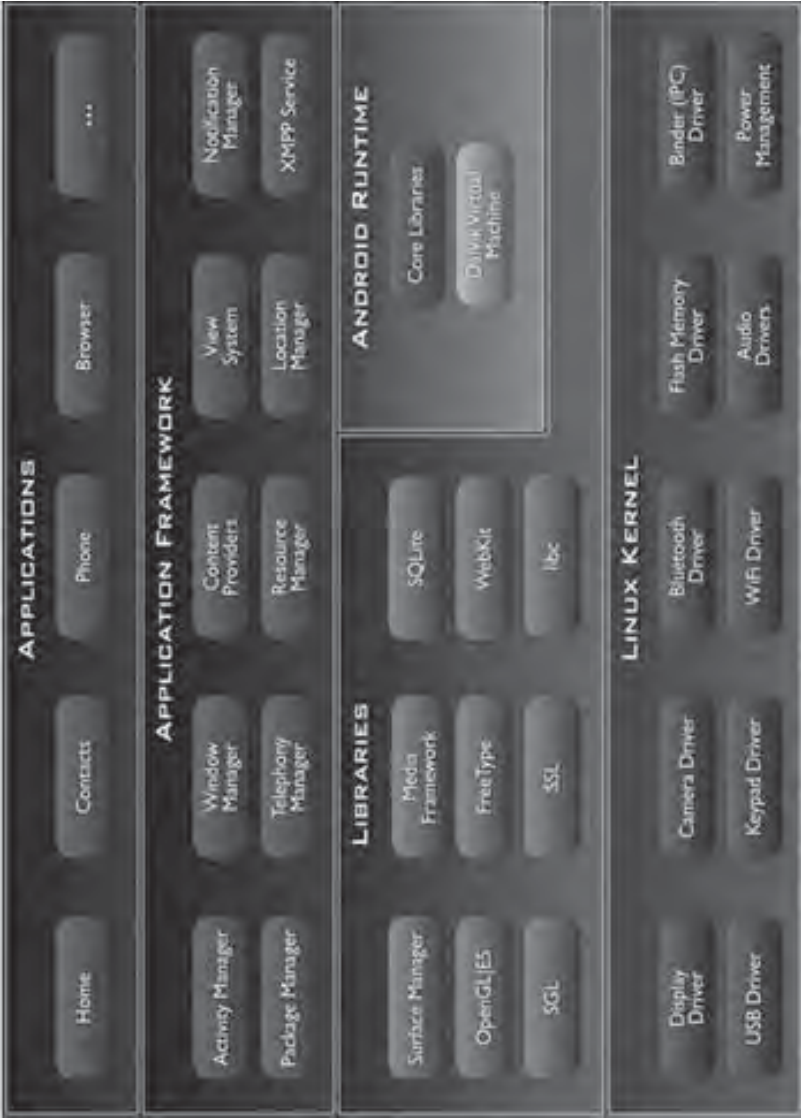 APPLICATIONS
Home
Contacts
Phone
Browser
...
APPLICATION FRAMEWORK
Activity Manager
Window
Manager
Content
Providers
View
System
Notification
Manager
Package Manager
Telephony
Manager
Resource
Manager
Location
Manager
XMPP Service
LIBRARIES
Surface Manager
Media
Framework
SQLite
OpenGL|ES
FreeType
WebKit
SGL
SSL
libc
ANDROID RUNTIME
Core Libraries
Dalvik Virtual
Machine
LINUX KERNEL
Display
Driver
Camera Driver
Bluetooth
Driver
Flash Memory
Driver
Binder (IPC)
Driver
USB Driver
Keypad Driver
WiFi Driver
Audio
Drivers
Power
Management